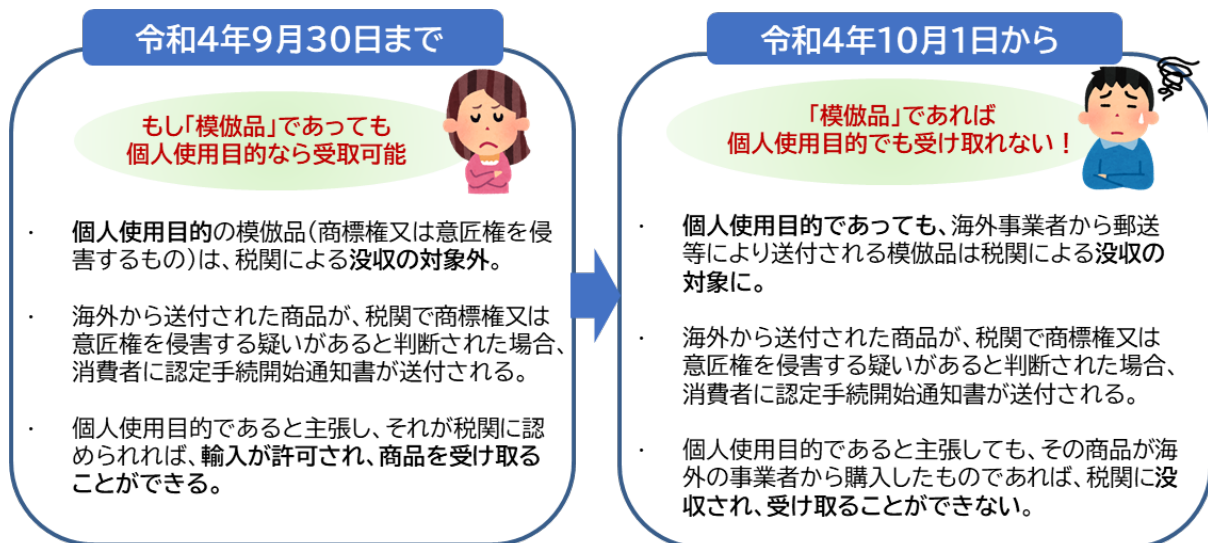 令和4年9月30日まで
もし「模倣品」であっても
個人使用目的なら受取可能
・ 個人使用目的の模倣品(商標権又は意匠権を侵
害するもの)は、税関による没収の対象外。
・ 海外から送付された商品が、税関で商標権又は
意匠権を侵害する疑いがあると判断された場合、
消費者に認定手続開始通知書が送付される。
・ 個人使用目的であると主張し、それが税関に認
められれば、輸入が許可され、商品を受け取る
ことができる。
令和4年10月1日から
「模倣品」であれば
個人使用目的でも受け取れない！
・ 個人使用目的であっても、海外事業者から郵送
等により送付される模倣品は税関による没収の
対象に。
・ 海外から送付された商品が、税関で商標権又は
意匠権を侵害する疑いがあると判断された場合、
消費者に認定手続開始通知書が送付される。
・ 個人使用目的であると主張しても、その商品が海
外の事業者から購入したものであれば、税関に没
収され、受け取ることができない。